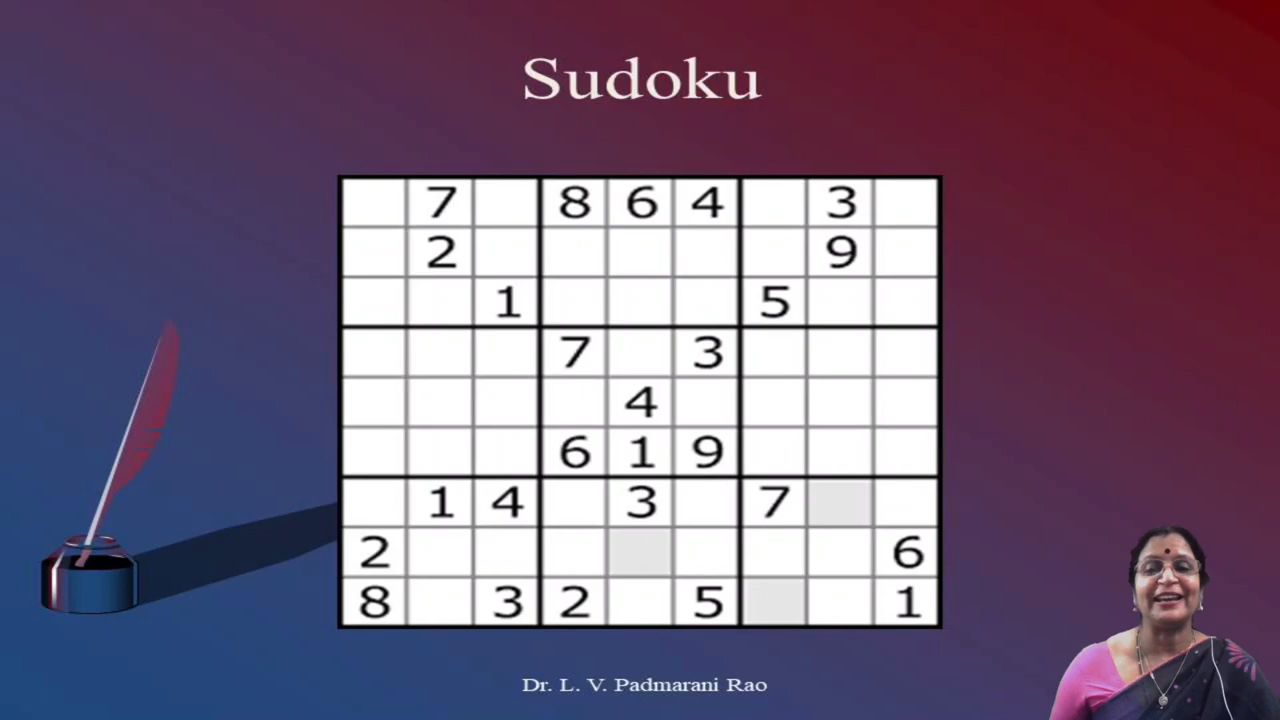 Sudoku
7 8 6 4 3
2 9
1 5
7 3
4
6 1 9
1 4 3 7
2 6
8 3 2 5 1
Dr. L. V. Padmarani Rao